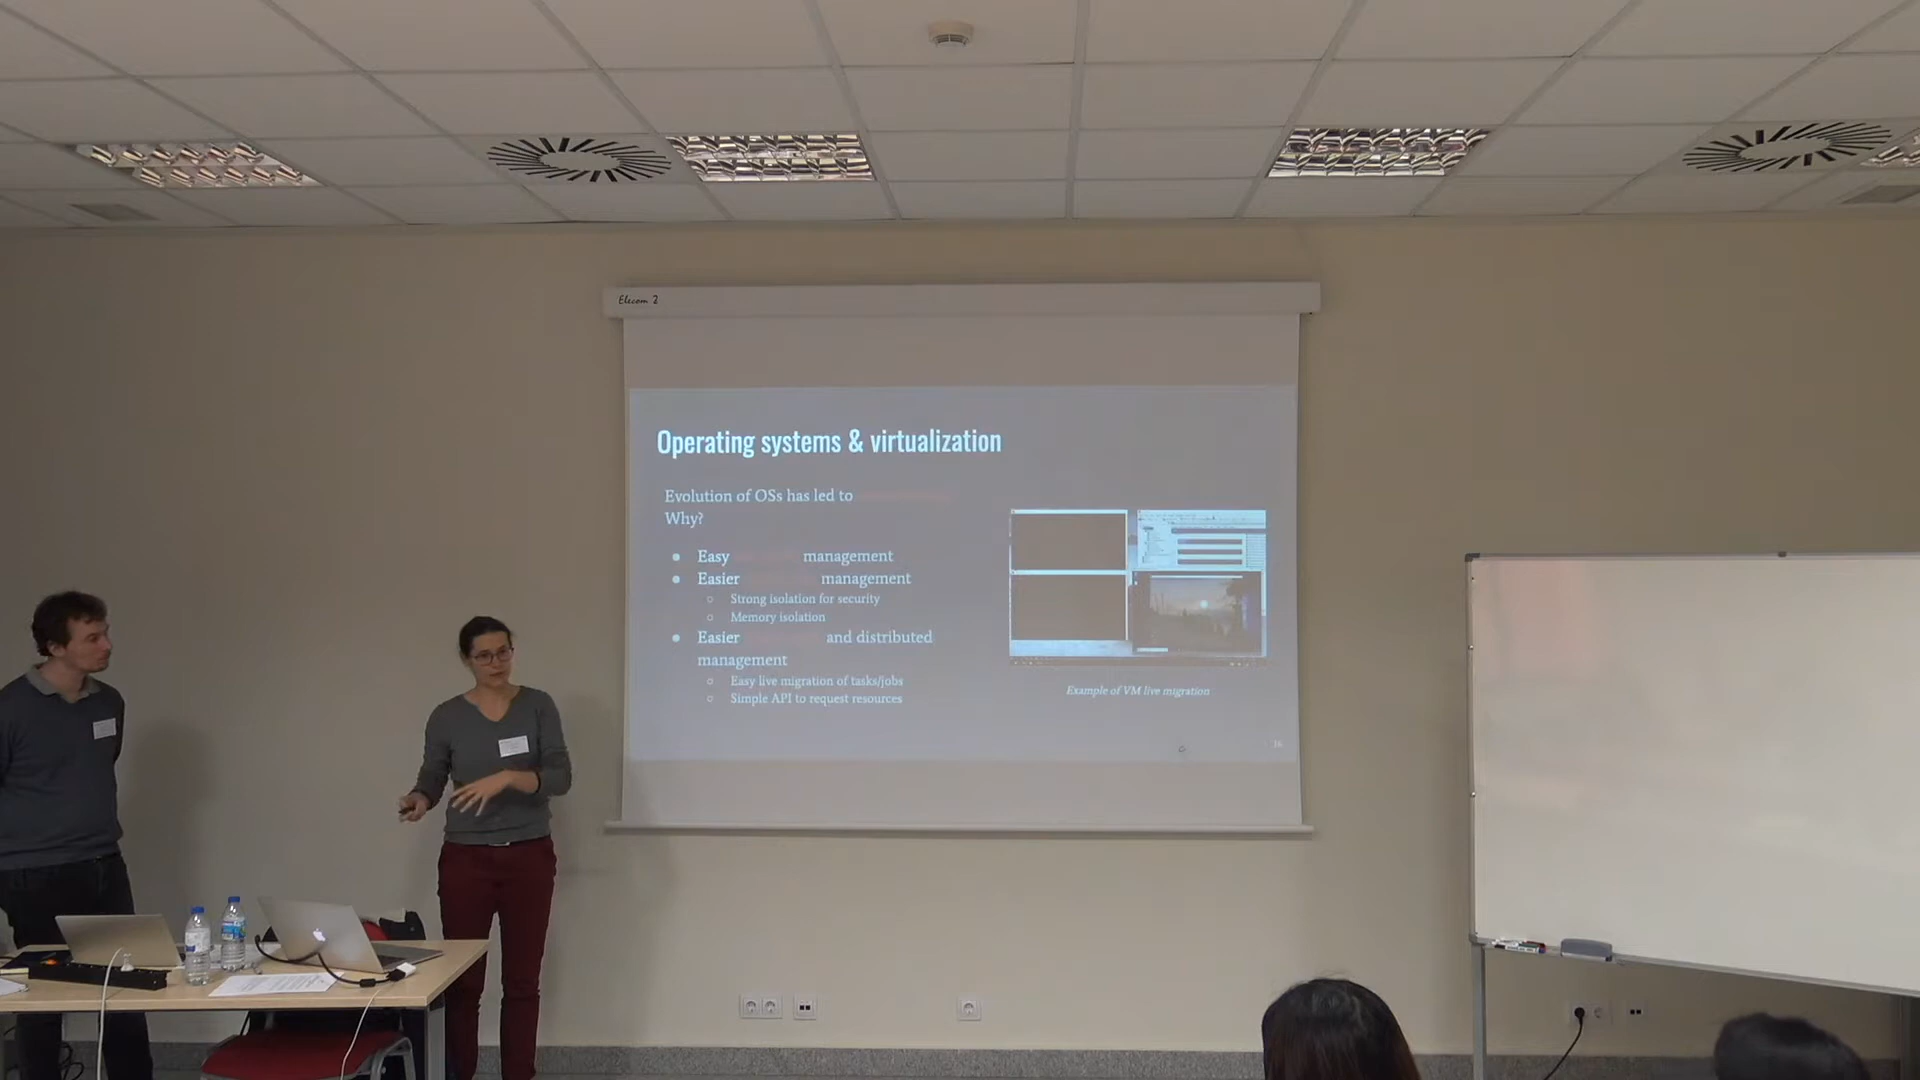 Elecom 2
Operating systems & virtualization
Evolution of OSs has led to
Why?
● Easy management
● Easier management
○ Strong isolation for security
○ Memory isolation
● Easier and distributed
management
○ Easy live migration of tasks/jobs
○ Simple API to request resources
Example of VM live migration